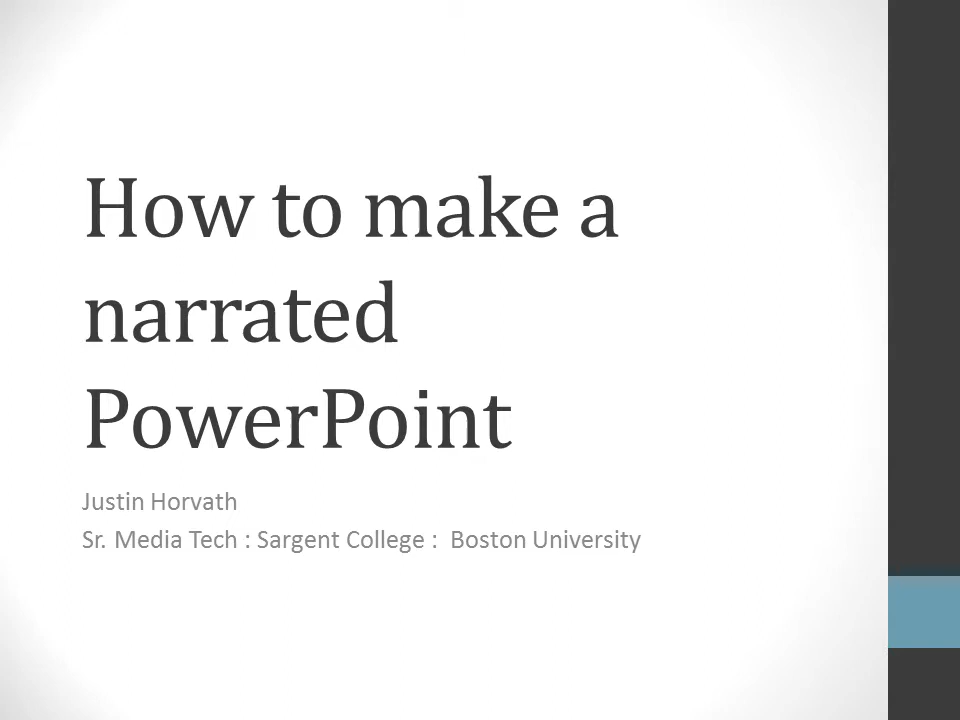 How to make a
narrated
PowerPoint
Justin Horvath
Sr. Media Tech : Sargent College :  Boston University